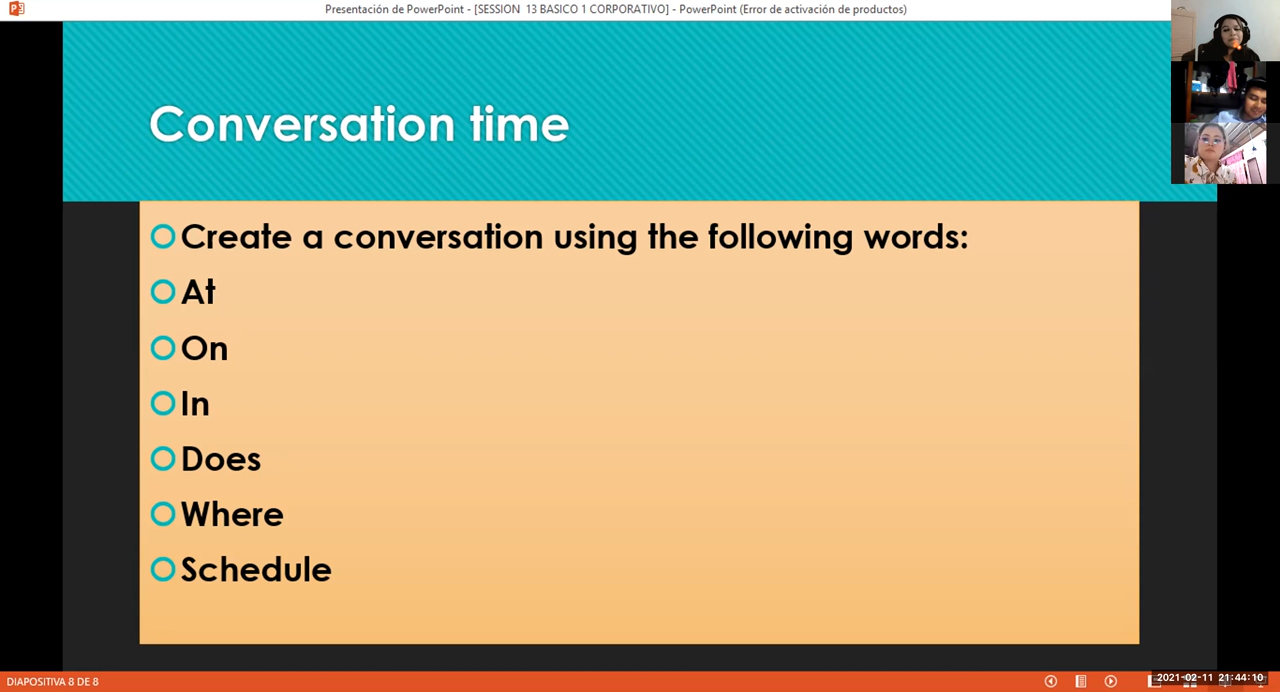 Presentación de PowerPoint - [SESSION 13 BASICO 1 CORPORATIVO] - PowerPoint (Error de activación de productos)
Conversation time
Create a conversation using the following words:
At
On
In
Does
Where
Schedule
DIAPOSITIVA 8 DE 8
2021-02-11 21:44:10